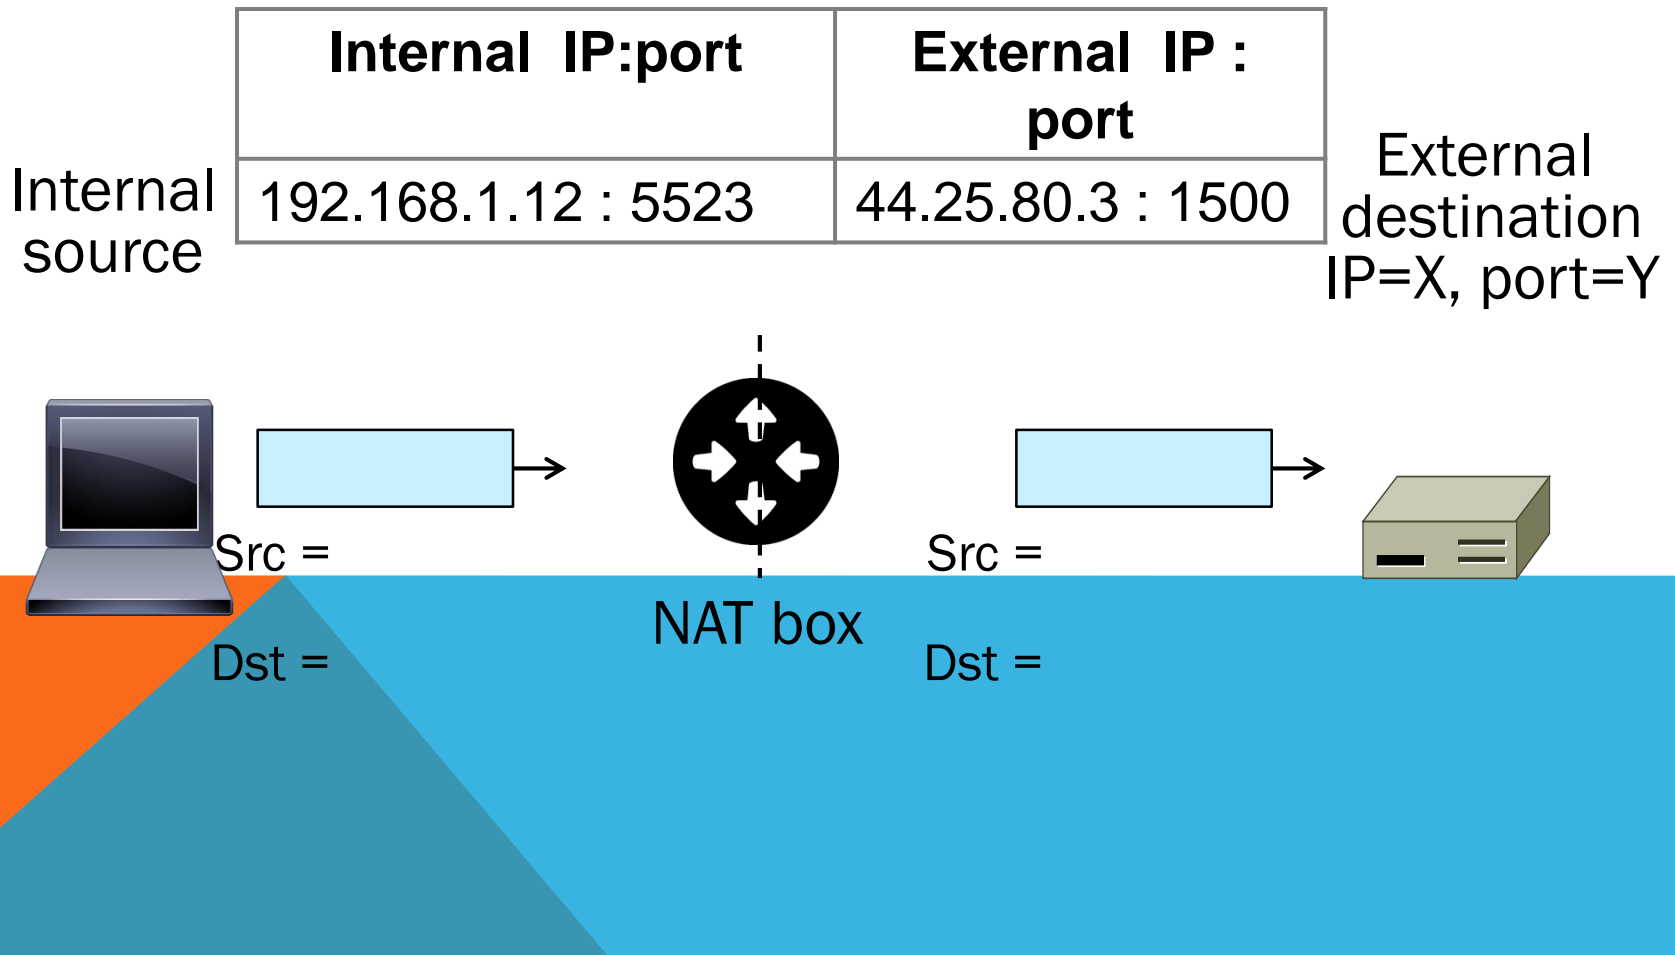 Internal IP:port
External IP :
port
192.168.1.12 : 5523
44.25.80.3 : 1500
Internal
source
External
destination
IP=X, port=Y
Src =
Dst =
NAT box
Src =
Dst =